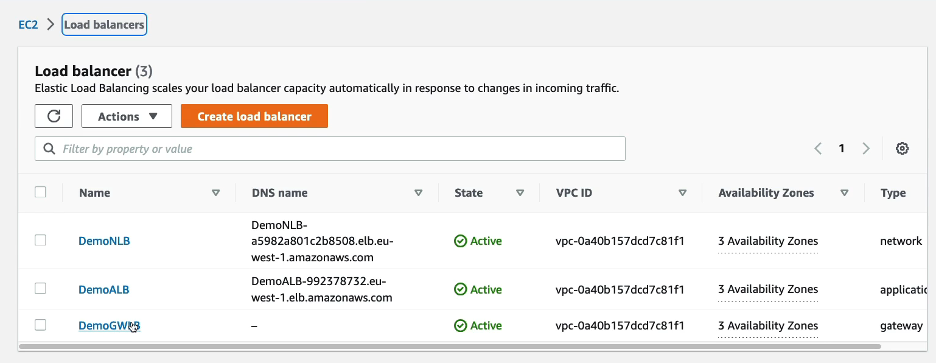 EC2 > Load balancers
Load balancer (3)
Elastic Load Balancing scales your load balancer capacity automatically in response to changes in incoming traffic.
Actions ▼ Create load balancer
Filter by property or value
< 1 >
Name DNS name State VPC ID Availability Zones Type
DemoNLB-
DemoNLB a5982a801c2b8508.elb.eu- Active vpc-0a40b157dcd7c81f1 3 Availability Zones network
west-1.amazonaws.com
DemoALB-992378732.eu-
DemoALB Active vpc-0a40b157dcd7c81f1 3 Availability Zones applicatio
west-1.elb.amazonaws.com
DemoGWLB – Active vpc-0a40b157dcd7c81f1 3 Availability Zones gateway